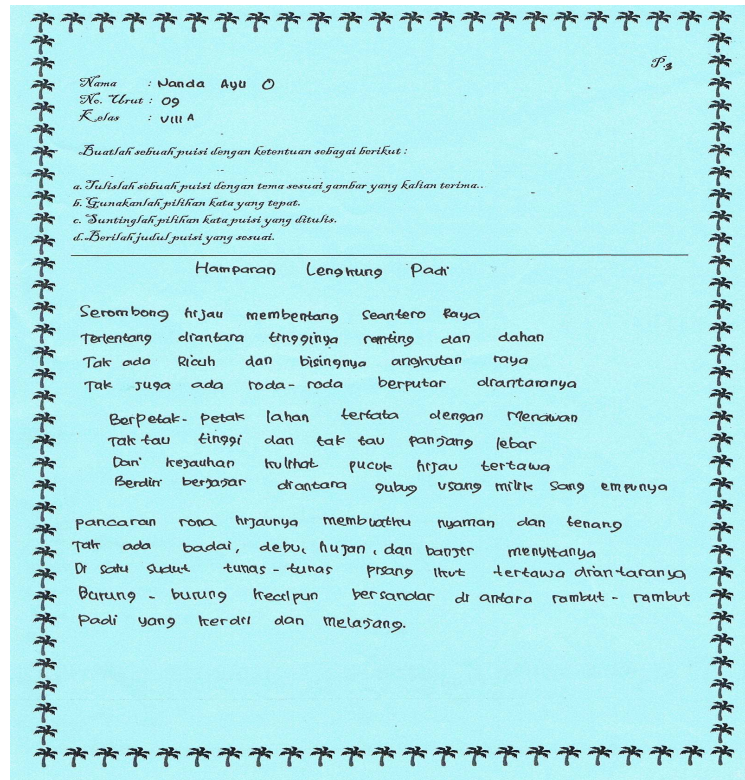 P.3
Nama : Nanda Ayu O
No. Urut : 09
Kelas : VIII A
Buatlah sebuah puisi dengan ketentuan sebagai berikut :
a. Tulislah sebuah puisi dengan tema sesuai gambar yang kalian terima..
b. Gunakanlah pilihan kata yang tepat.
c. Suntinglah pilihan kata puisi yang ditulis.
d. Berilah judul puisi yang sesuai.
Hamparan Lengkung Padi
Serombong hijau membentang Seantero Raya
Terlentang diantara tingginya ranting dan dahan
Tak ada Ricuh dan bisingnya angkutan raya
Tak juga ada roda-roda berputar diantaranya
Berpetak-petak lahan tertata dengan Menawan
Tak tau tinggi dan tak tau panjang lebar
Dari kejauhan kulihat pucuk hijau tertawa
Berdiri berjajar diantara gubug usang milik sang empunya
pancaran rona hijaunya membuatku nyaman dan tenang
Tak ada badai, debu, hujan, dan banjir menyitanya
Di satu sudut tunas-tunas pisang ikut tertawa diantaranya
Burung-burung kecilpun bersandar di antara rambut-rambut
Padi yang kerdil dan melajang.